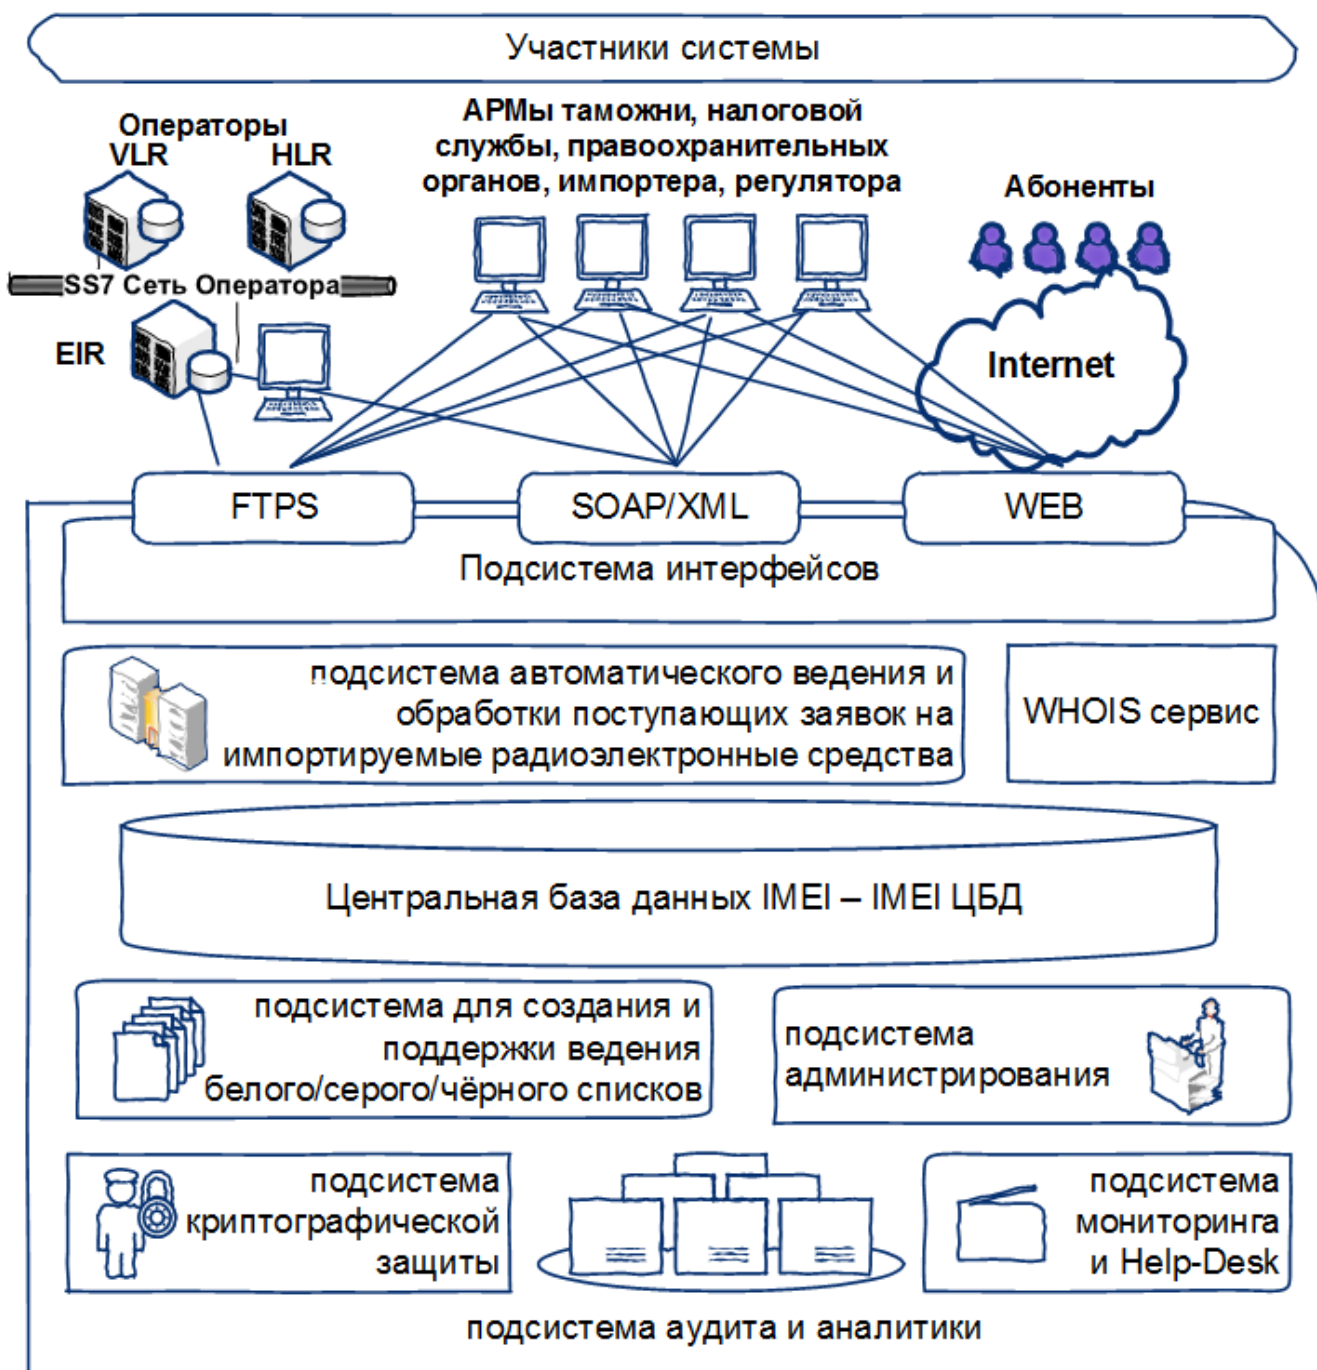 Участники системы
Операторы
VLR
HLR
SS7 Сеть Оператора
EIR
АРМы таможни, налоговой
службы, правоохранительных
органов, импортера, регулятора
Абоненты
Internet
FTPS
SOAP/XML
WEB
Подсистема интерфейсов
подсистема автоматического ведения и
обработки поступающих заявок на
импортируемые радиоэлектронные средства
WHOIS сервис
Центральная база данных IMEI – IMEI ЦБД
подсистема для создания и
поддержки ведения
белого/серого/чёрного списков
подсистема
администрирования
подсистема
криптографической
защиты
подсистема
мониторинга
и Help-Desk
подсистема аудита и аналитики